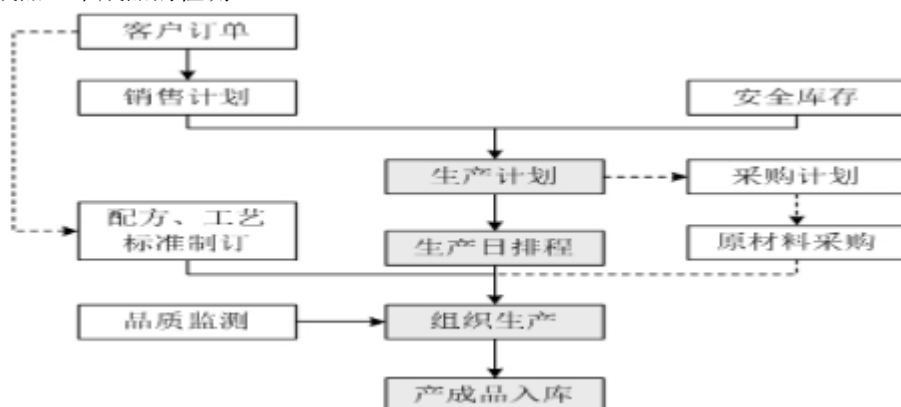 客户订单
销售计划
安全库存
生产计划
采购计划
配方、工艺
标准制订
生产日排程
原材料采购
品质监测
组织生产
产成品入库